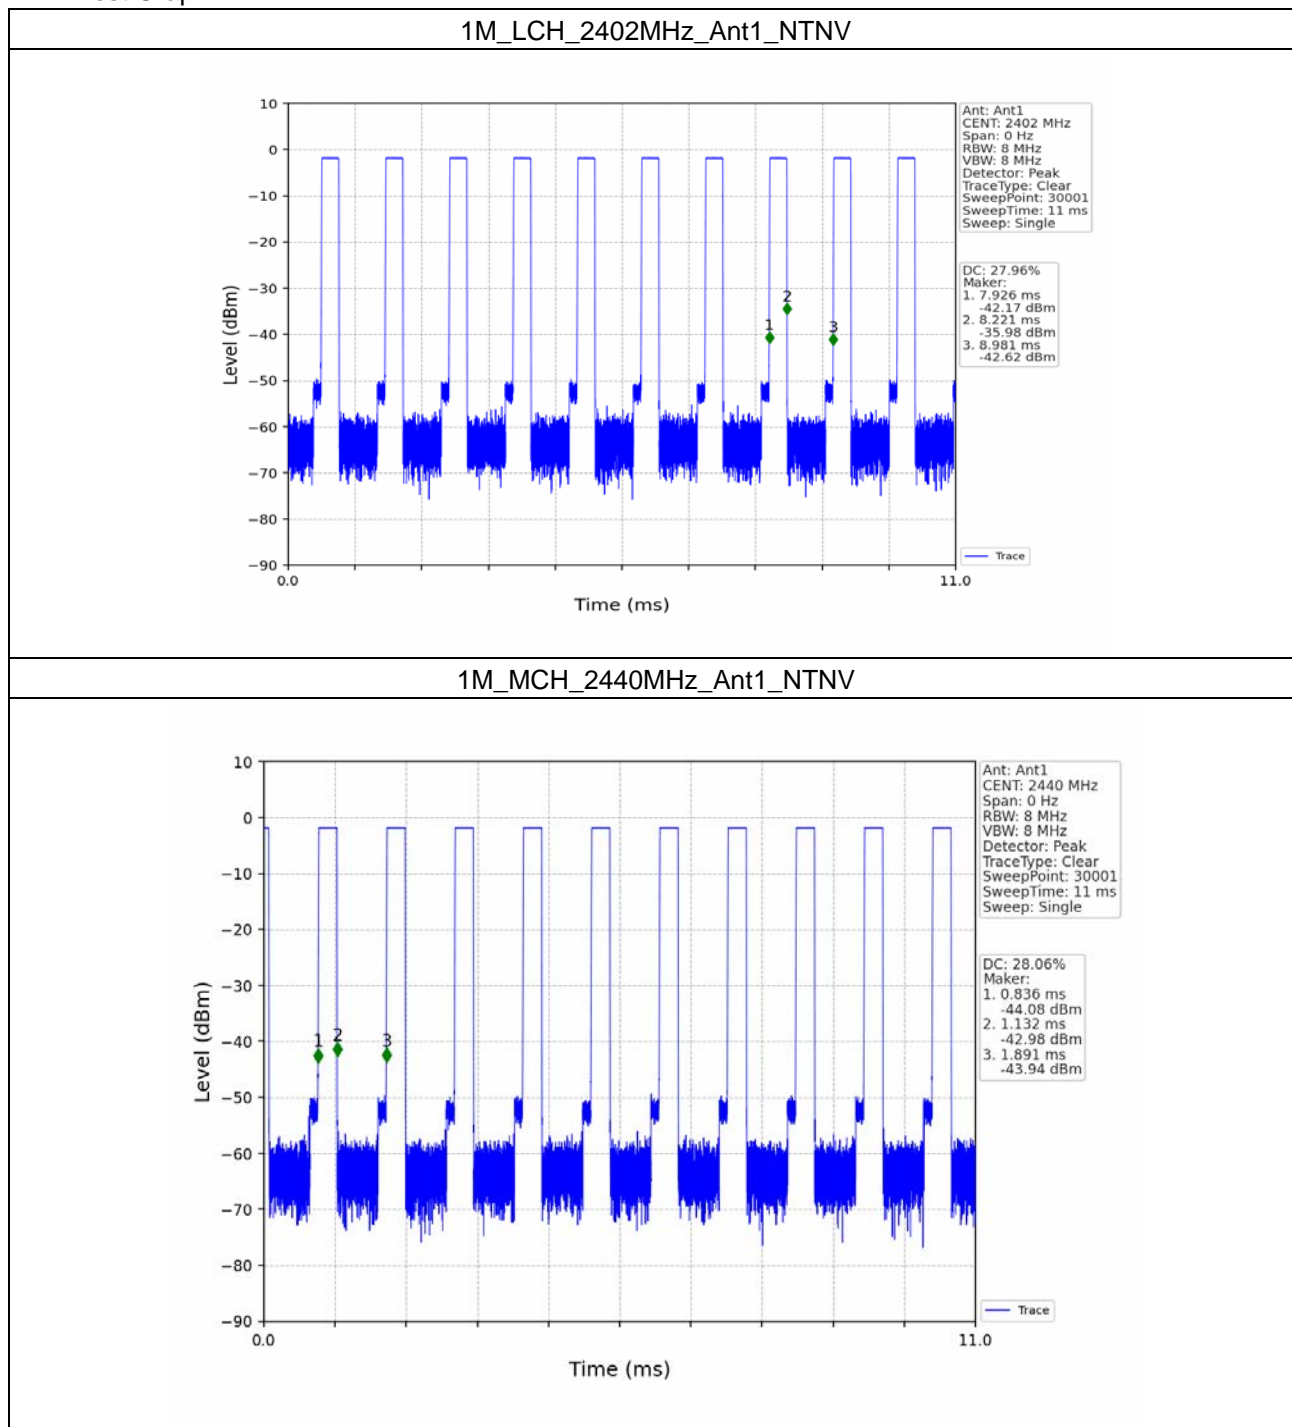 1M_LCH_2402MHz_Ant1_NTNV
10
0
−10
−20
−30
−40
−50
−60
−70
−80
−90
Level (dBm)
1
2
3
0.0
11.0
Time (ms)
Ant: Ant1
CENT: 2402 MHz
Span: 0 Hz
RBW: 8 MHz
VBW: 8 MHz
Detector: Peak
TraceType: Clear
SweepPoint: 30001
SweepTime: 11 ms
Sweep: Single
DC: 27.96%
Maker:
1. 7.926 ms
-42.17 dBm
2. 8.221 ms
-35.98 dBm
3. 8.981 ms
-42.62 dBm
Trace
1M_MCH_2440MHz_Ant1_NTNV
10
0
−10
−20
−30
−40
−50
−60
−70
−80
−90
Level (dBm)
1
2
3
0.0
11.0
Time (ms)
Ant: Ant1
CENT: 2440 MHz
Span: 0 Hz
RBW: 8 MHz
VBW: 8 MHz
Detector: Peak
TraceType: Clear
SweepPoint: 30001
SweepTime: 11 ms
Sweep: Single
DC: 28.06%
Maker:
1. 0.836 ms
-44.08 dBm
2. 1.132 ms
-42.98 dBm
3. 1.891 ms
-43.94 dBm
Trace